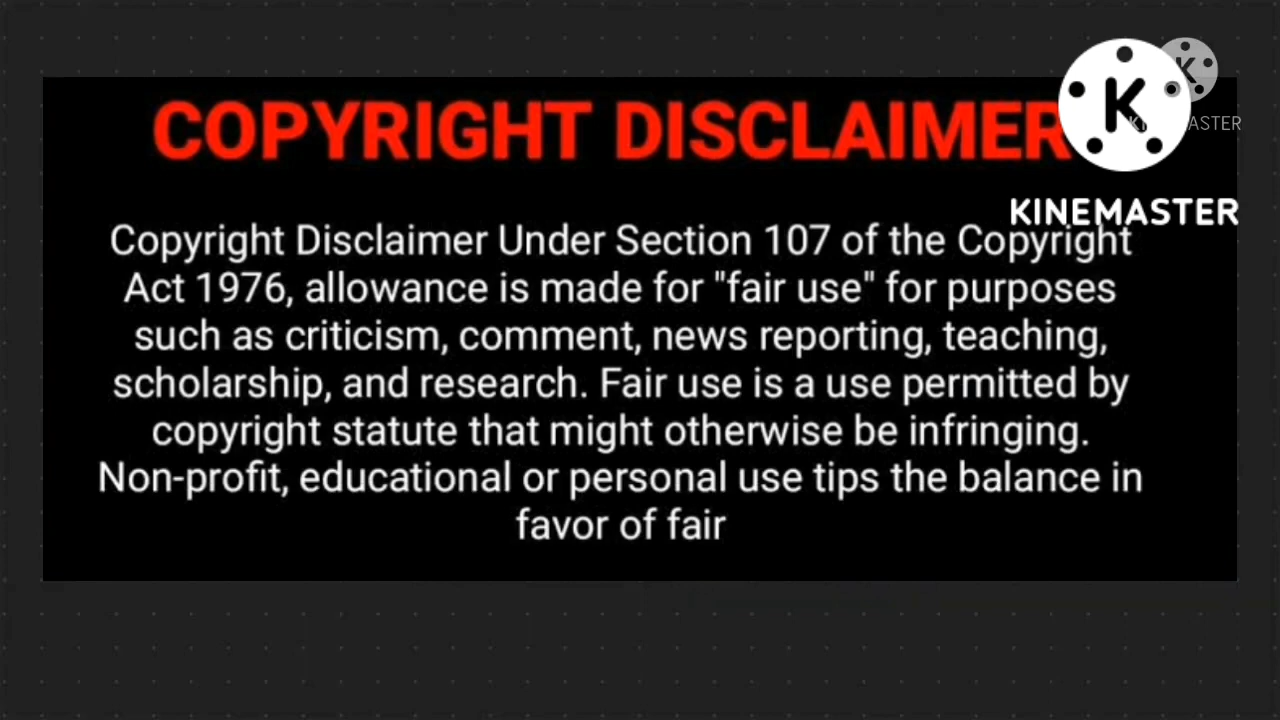 COPYRIGHT DISCLAIMER
KINEMASTER
Copyright Disclaimer Under Section 107 of the Copyright
Act 1976, allowance is made for "fair use" for purposes
such as criticism, comment, news reporting, teaching,
scholarship, and research. Fair use is a use permitted by
copyright statute that might otherwise be infringing.
Non-profit, educational or personal use tips the balance in
favor of fair